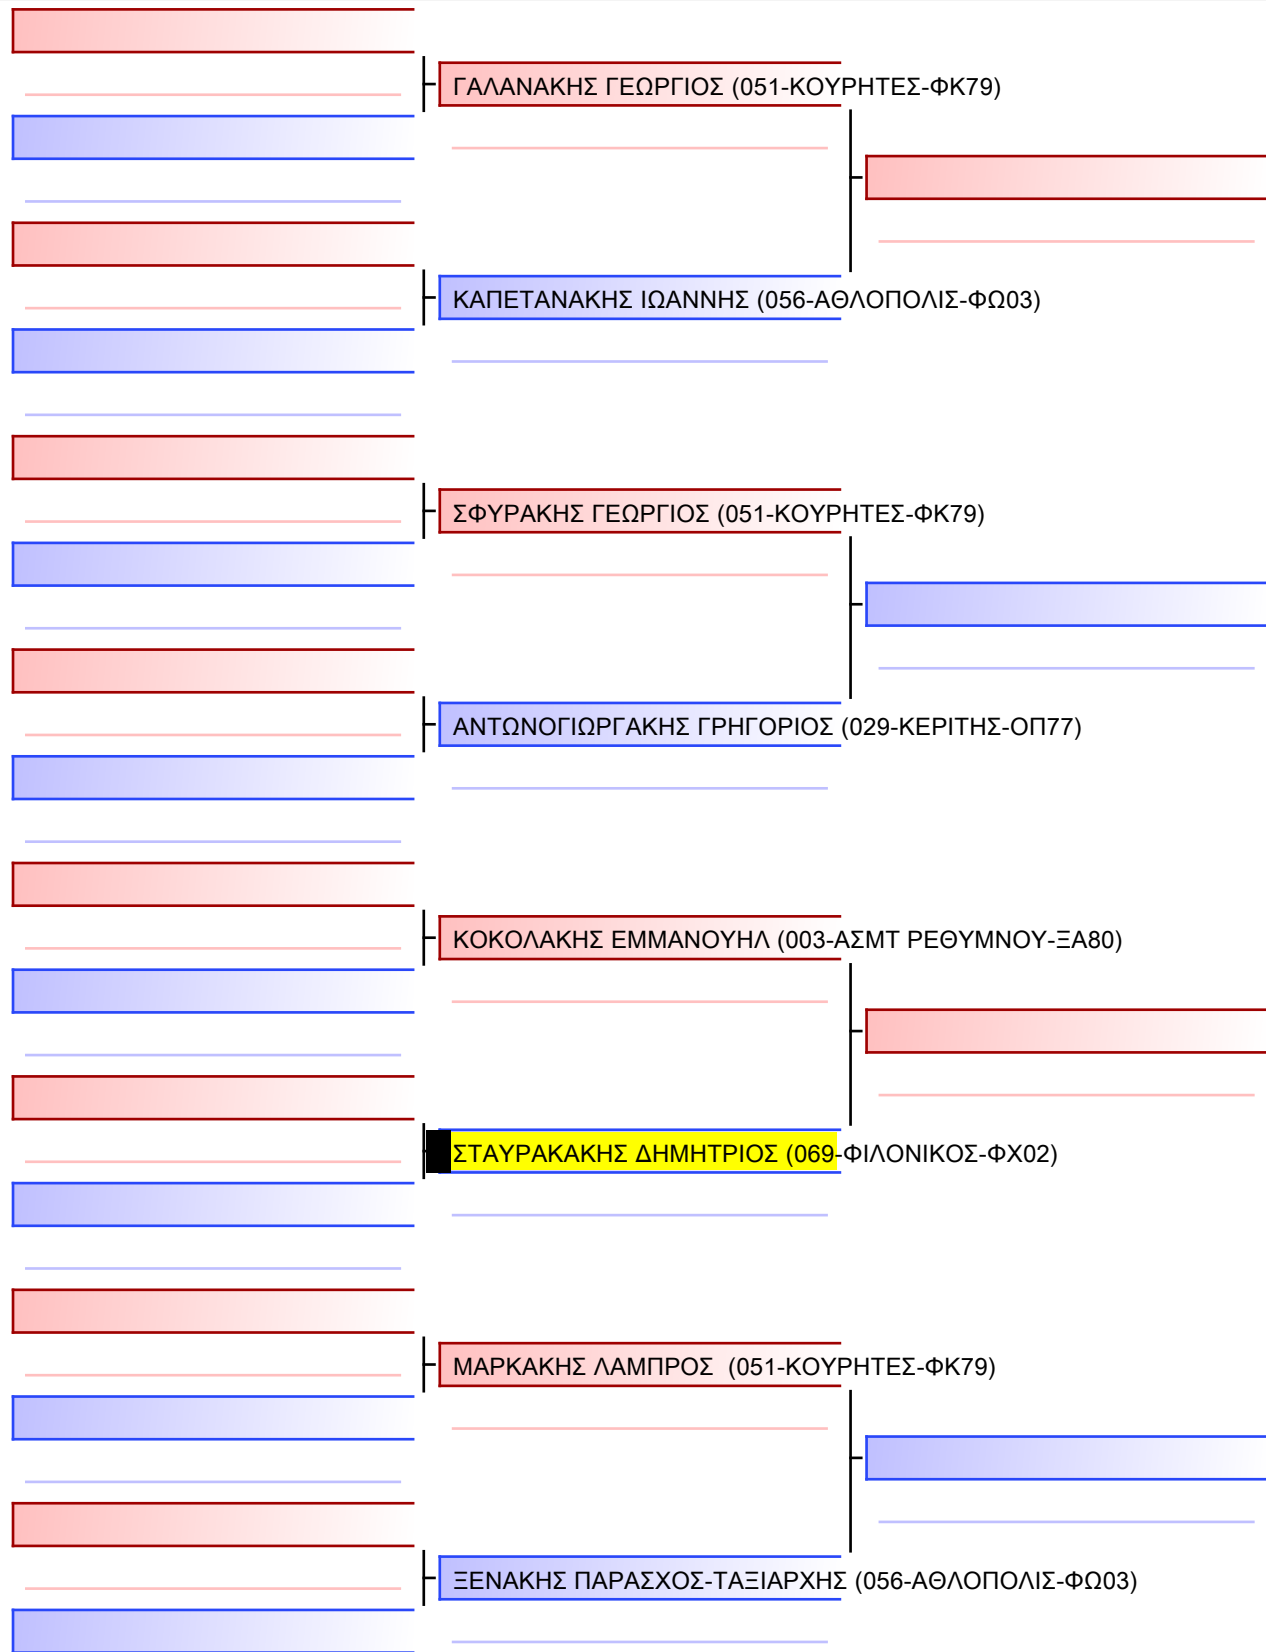 ΓΑΛΑΝΑΚΗΣ ΓΕΩΡΓΙΟΣ (051-ΚΟΥΡΗΤΕΣ-ΦΚ79)
ΚΑΠΕΤΑΝΑΚΗΣ ΙΩΑΝΝΗΣ (056-ΑΘΛΟΠΟΛΙΣ-ΦΩ03)
ΣΦΥΡΑΚΗΣ ΓΕΩΡΓΙΟΣ (051-ΚΟΥΡΗΤΕΣ-ΦΚ79)
ΑΝΤΩΝΟΓΙΩΡΓΑΚΗΣ ΓΡΗΓΟΡΙΟΣ (029-ΚΕΡΙΤΗΣ-ΟΠ77)
ΚΟΚΟΛΑΚΗΣ ΕΜΜΑΝΟΥΗΛ (003-ΑΣΜΤ ΡΕΘΥΜΝΟΥ-ΞΑ80)
ΣΤΑΥΡΑΚΑΚΗΣ ΔΗΜΗΤΡΙΟΣ (069-ΦΙΛΟΝΙΚΟΣ-ΦΧ02)
ΜΑΡΚΑΚΗΣ ΛΑΜΠΡΟΣ  (051-ΚΟΥΡΗΤΕΣ-ΦΚ79)
ΞΕΝΑΚΗΣ ΠΑΡΑΣΧΟΣ-ΤΑΞΙΑΡΧΗΣ (056-ΑΘΛΟΠΟΛΙΣ-ΦΩ03)